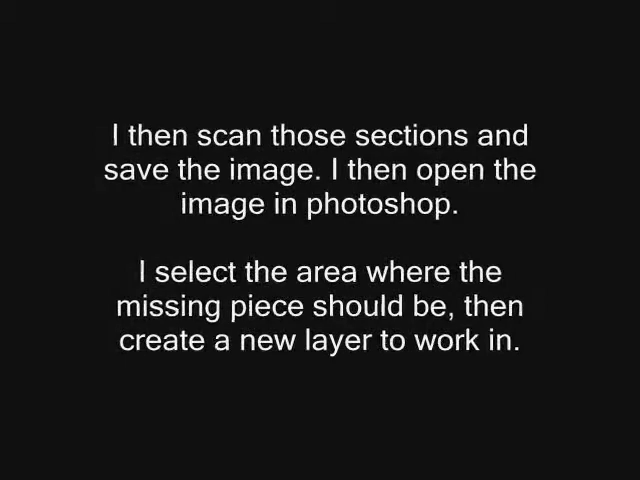 I then scan those sections and
save the image. I then open the
image in photoshop.
I select the area where the
missing piece should be, then
create a new layer to work in.